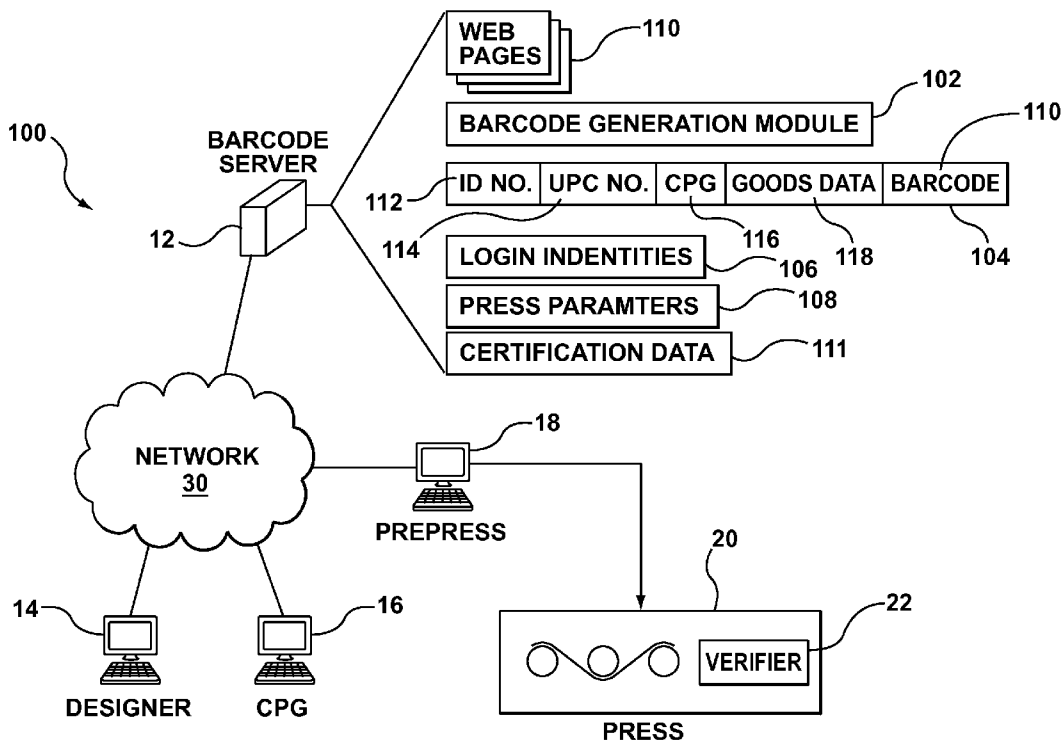 WEB
PAGES
110
102
BARCODE GENERATION MODULE
110
100
BARCODE
SERVER
12
112
ID NO.
UPC NO.
CPG
GOODS DATA
BARCODE
114
116
118
104
LOGIN INDENTITIES
106
PRESS PARAMTERS
108
CERTIFICATION DATA
111
NETWORK
30
18
PREPRESS
14
DESIGNER
16
CPG
20
22
VERIFIER
PRESS